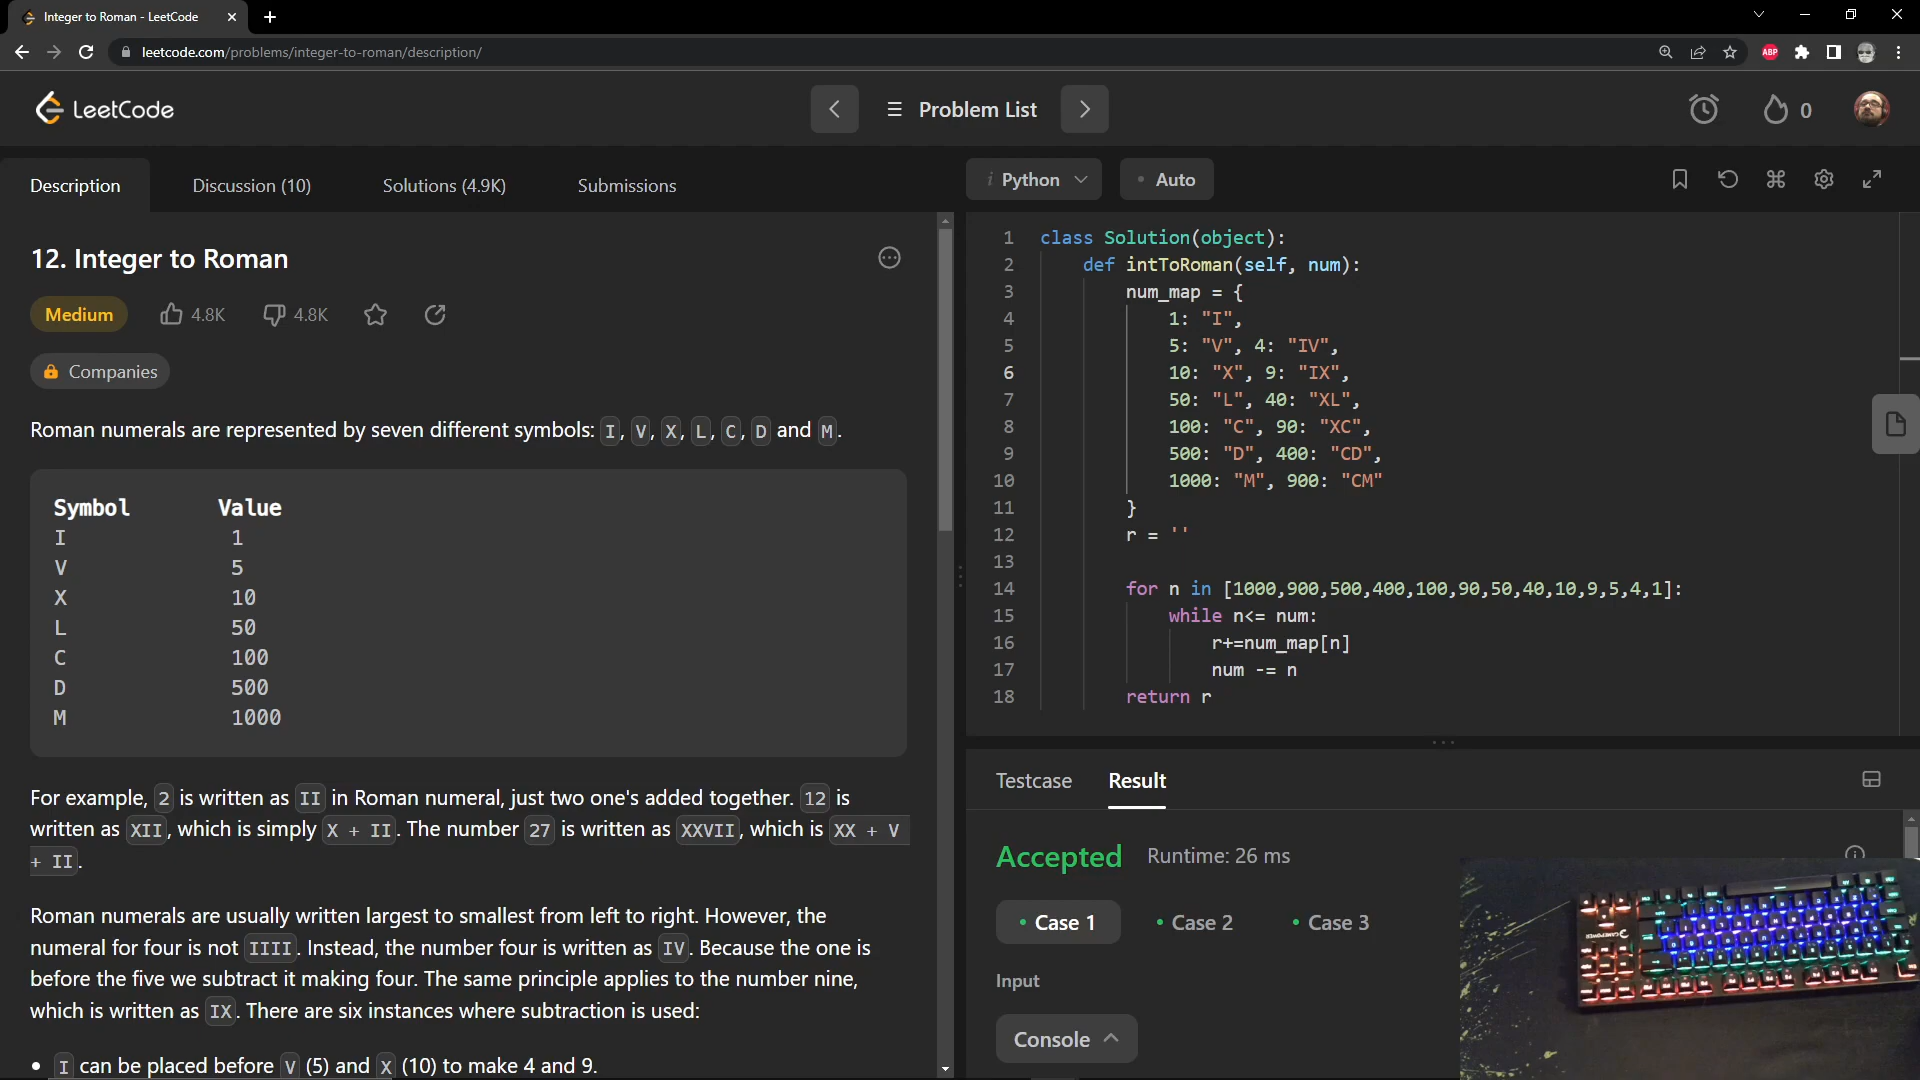 Integer to Roman - LeetCode
leetcode.com/problems/integer-to-roman/description/
ABP
LeetCode
Problem List
0
Description
Discussion (10)
Solutions (4.9K)
Submissions
i Python
Auto
12. Integer to Roman
Medium
4.8K
4.8K
Companies
Roman numerals are represented by seven different symbols: I, V, X, L, C, D and M.
Symbol Value
I 1
V 5
X 10
L 50
C 100
D 500
M 1000
For example, 2 is written as II in Roman numeral, just two one's added together. 12 is
written as XII, which is simply X + II. The number 27 is written as XXVII, which is XX + V
+ II.
Roman numerals are usually written largest to smallest from left to right. However, the
numeral for four is not IIII. Instead, the number four is written as IV. Because the one is
before the five we subtract it making four. The same principle applies to the number nine,
which is written as IX. There are six instances where subtraction is used:
• I can be placed before V (5) and X (10) to make 4 and 9.
1 class Solution(object):
2 def intToRoman(self, num):
3 num_map = {
4 1: "I",
5 5: "V", 4: "IV",
6 10: "X", 9: "IX",
7 50: "L", 40: "XL",
8 100: "C", 90: "XC",
9 500: "D", 400: "CD",
10 1000: "M", 900: "CM"
11 }
12 r = ''
13
14 for n in [1000,900,500,400,100,90,50,40,10,9,5,4,1]:
15 while n<= num:
16 r+=num_map[n]
17 num -= n
18 return r
Testcase
Result
Accepted
Runtime: 26 ms
• Case 1
• Case 2
• Case 3
Input
Console